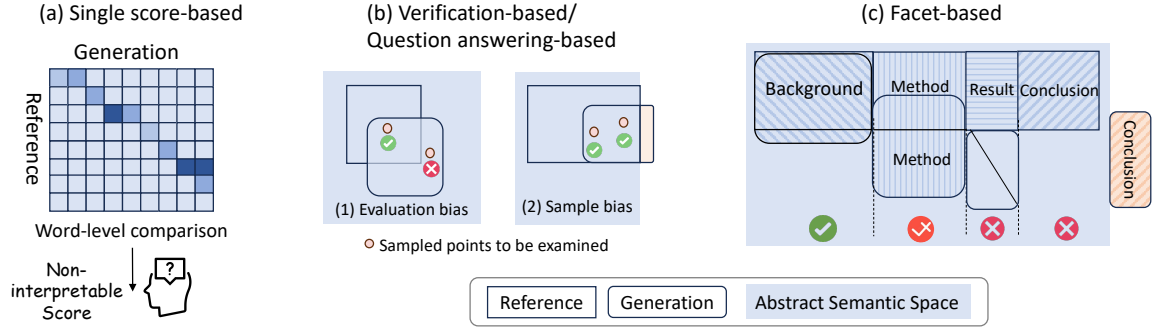 (a) Single score-based
Generation
Reference
Word-level comparison
Non-
interpretable
Score
?
(b) Verification-based/
Question answering-based
(1) Evaluation bias
(2) Sample bias
Sampled points to be examined
(c) Facet-based
Background
Method
Result
Conclusion
Method
Conclusion
Reference
Generation
Abstract Semantic Space